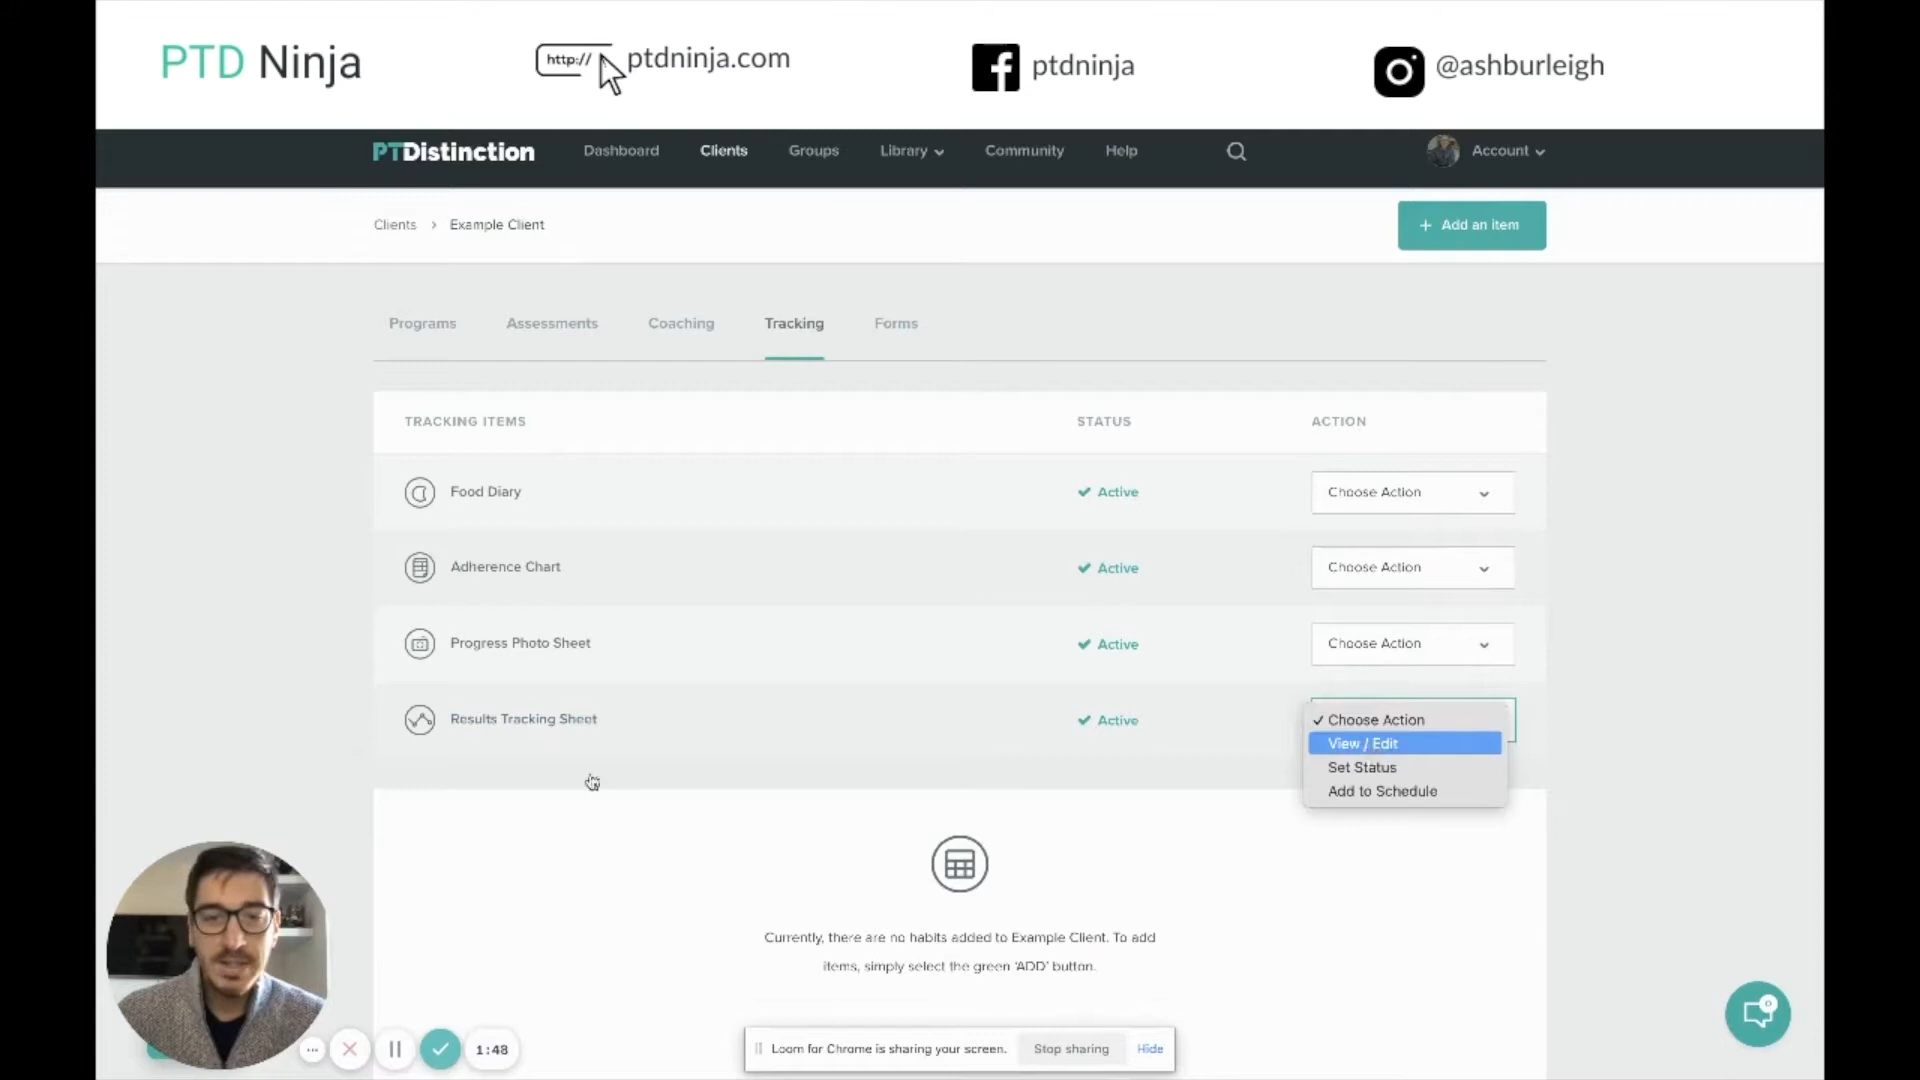 PTD Ninja
http://
ptdninja.com
ptdninja
@ashburleigh
PTDistinction
Dashboard
Clients
Groups
Library
Community
Help
Account
Clients > Example Client
+ Add an item
Programs
Assessments
Coaching
Tracking
Forms
TRACKING ITEMS
STATUS
ACTION
Food Diary
Active
Choose Action
Adherence Chart
Active
Choose Action
Progress Photo Sheet
Active
Choose Action
Results Tracking Sheet
Active
✓ Choose Action
View / Edit
Set Status
Add to Schedule
Currently, there are no habits added to Example Client. To add
items, simply select the green 'ADD' button.
1:48
Loom for Chrome is sharing your screen.
Stop sharing
Hide
0